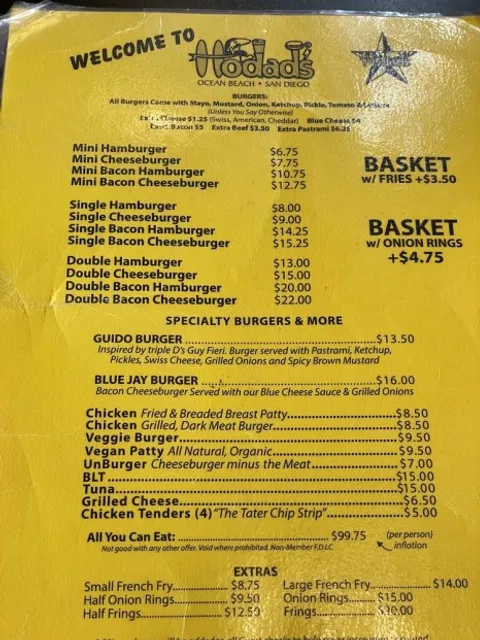 WELCOME TO Hodad's
OCEAN BEACH • SAN DIEGO
BURGERS:
All Burgers Come with Mayo, Mustard, Onion, Ketchup, Pickle, Tomato & Lettuce
(Unless You Say Otherwise)
Extra Cheese $1.25 (Swiss, American, Cheddar) Blue Cheese $4
Extra Bacon $5 Extra Beef $3.50 Extra Pastrami $6.25
Mini Hamburger $6.75
Mini Cheeseburger $7.75
Mini Bacon Hamburger $10.75
Mini Bacon Cheeseburger $12.75
BASKET
w/ FRIES +$3.50
Single Hamburger $8.00
Single Cheeseburger $9.00
Single Bacon Hamburger $14.25
Single Bacon Cheeseburger $15.25
BASKET
w/ ONION RINGS
+$4.75
Double Hamburger $13.00
Double Cheeseburger $15.00
Double Bacon Hamburger $20.00
Double Bacon Cheeseburger $22.00
SPECIALTY BURGERS & MORE
GUIDO BURGER $13.50
Inspired by triple D's Guy Fieri. Burger served with Pastrami, Ketchup,
Pickles, Swiss Cheese, Grilled Onions and Spicy Brown Mustard
BLUE JAY BURGER $16.00
Bacon Cheeseburger Served with our Blue Cheese Sauce & Grilled Onions
Chicken Fried & Breaded Breast Patty $8.50
Chicken Grilled, Dark Meat Burger $8.50
Veggie Burger $9.50
Vegan Patty All Natural, Organic $9.50
UnBurger Cheeseburger minus the Meat $7.00
BLT $15.00
Tuna $15.00
Grilled Cheese $6.50
Chicken Tenders (4) "The Tater Chip Strip" $5.00
All You Can Eat: $99.75 (per person)
Not good with any other offer. Void where prohibited. Non-Member F.D.I.C inflation
EXTRAS
Small French Fry $8.75 Large French Fry $14.00
Half Onion Rings $9.50 Onion Rings $15.00
Half Frings $12.50 Frings